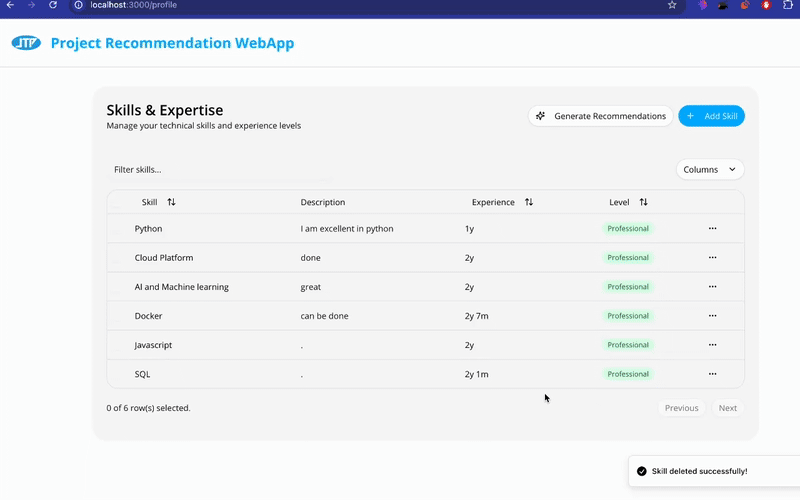 localhost:3000/profile
JTP Project Recommendation WebApp
Skills & Expertise
Manage your technical skills and experience levels
Generate Recommendations
+ Add Skill
Filter skills...
Columns
Skill Description Experience Level
Python I am excellent in python 1y Professional ...
Cloud Platform done 2y Professional ...
AI and Machine learning great 2y Professional ...
Docker can be done 2y 7m Professional ...
Javascript . 2y Professional ...
SQL . 2y 1m Professional ...
0 of 6 row(s) selected.
Previous Next
Skill deleted successfully!